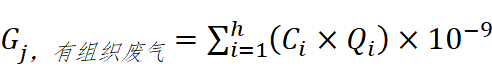 G_{j，有组织废气} = ∑_{i=1}^{h}(C_i × Q_i) × 10^{-9}